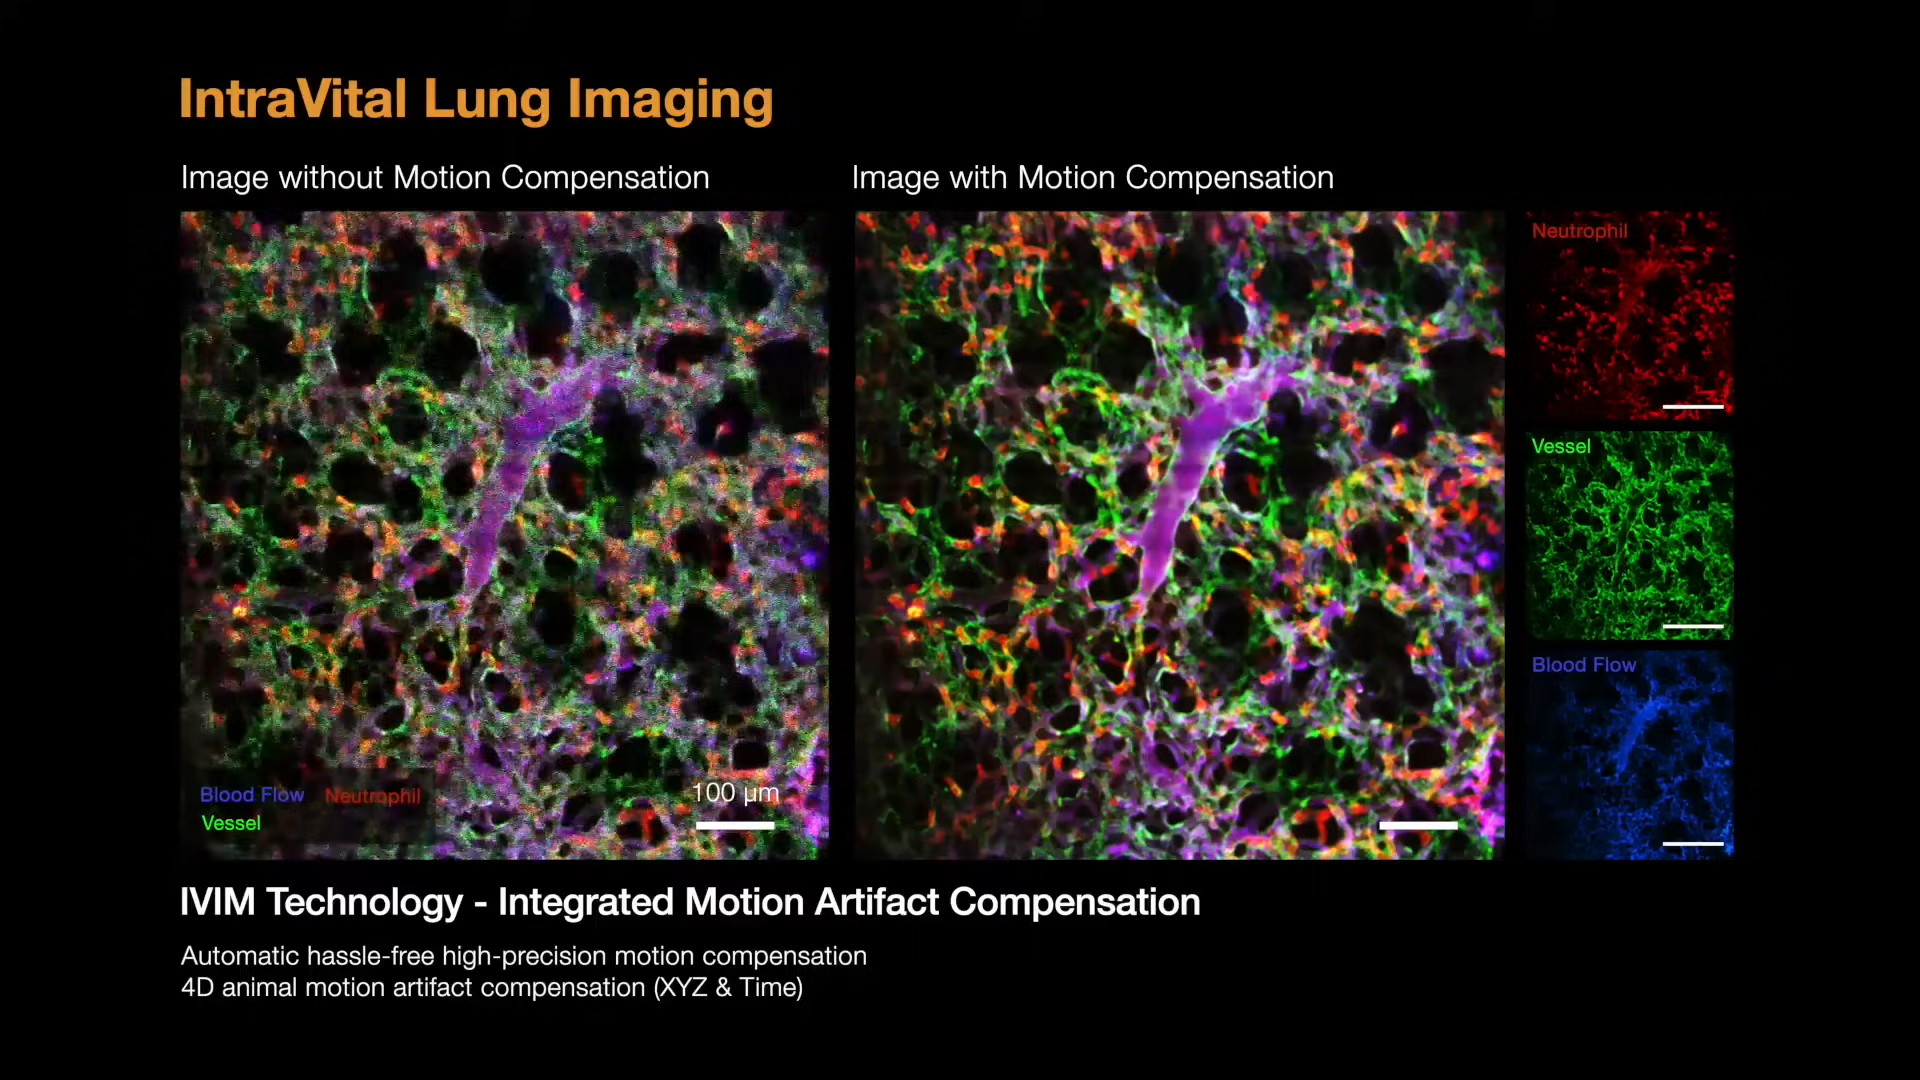 IntraVital Lung Imaging
Image without Motion Compensation
Image with Motion Compensation
Neutrophil
Vessel
Blood Flow
Blood Flow Neutrophil
Vessel
100 µm
IVIM Technology - Integrated Motion Artifact Compensation
Automatic hassle-free high-precision motion compensation
4D animal motion artifact compensation (XYZ & Time)